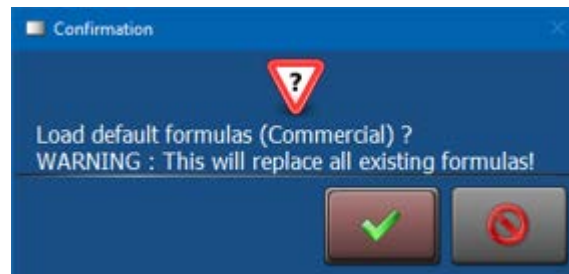 Confirmation
?
Load default formulas (Commercial) ?
WARNING : This will replace all existing formulas!